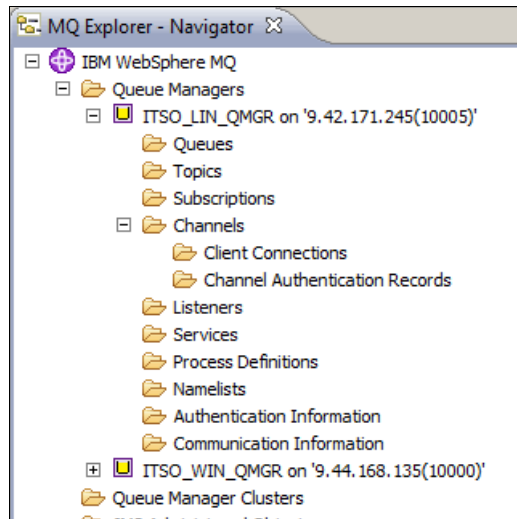 MQ Explorer - Navigator
IBM WebSphere MQ
Queue Managers
ITSO_LIN_QMGR on '9.42.171.245(10005)'
Queues
Topics
Subscriptions
Channels
Client Connections
Channel Authentication Records
Listeners
Services
Process Definitions
Namelists
Authentication Information
Communication Information
ITSO_WIN_QMGR on '9.44.168.135(10000)'
Queue Manager Clusters